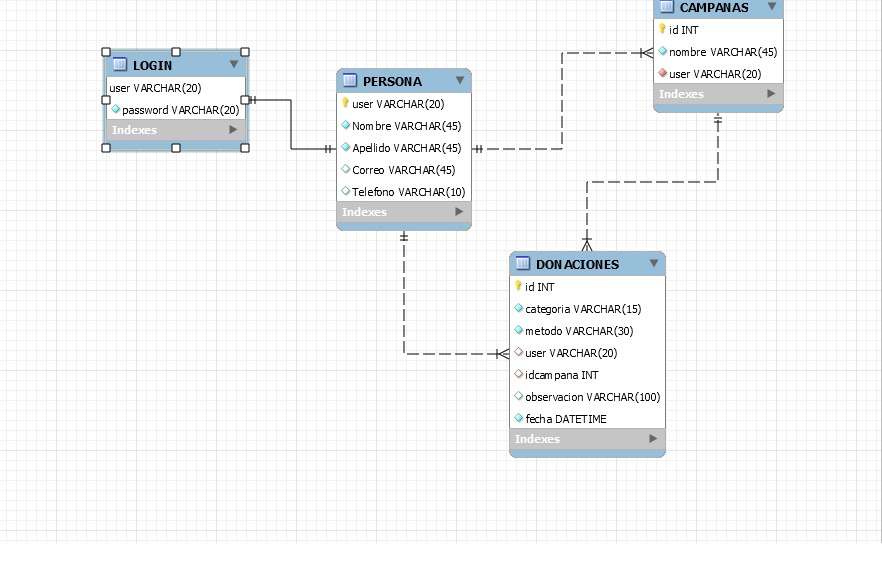 LOGIN
user VARCHAR(20)
password VARCHAR(20)
Indexes
PERSONA
user VARCHAR(20)
Nombre VARCHAR(45)
Apellido VARCHAR(45)
Correo VARCHAR(45)
Telefono VARCHAR(10)
Indexes
CAMPANAS
id INT
nombre VARCHAR(45)
user VARCHAR(20)
Indexes
DONACIONES
id INT
categoria VARCHAR(15)
metodo VARCHAR(30)
user VARCHAR(20)
idcampana INT
observacion VARCHAR(100)
fecha DATETIME
Indexes